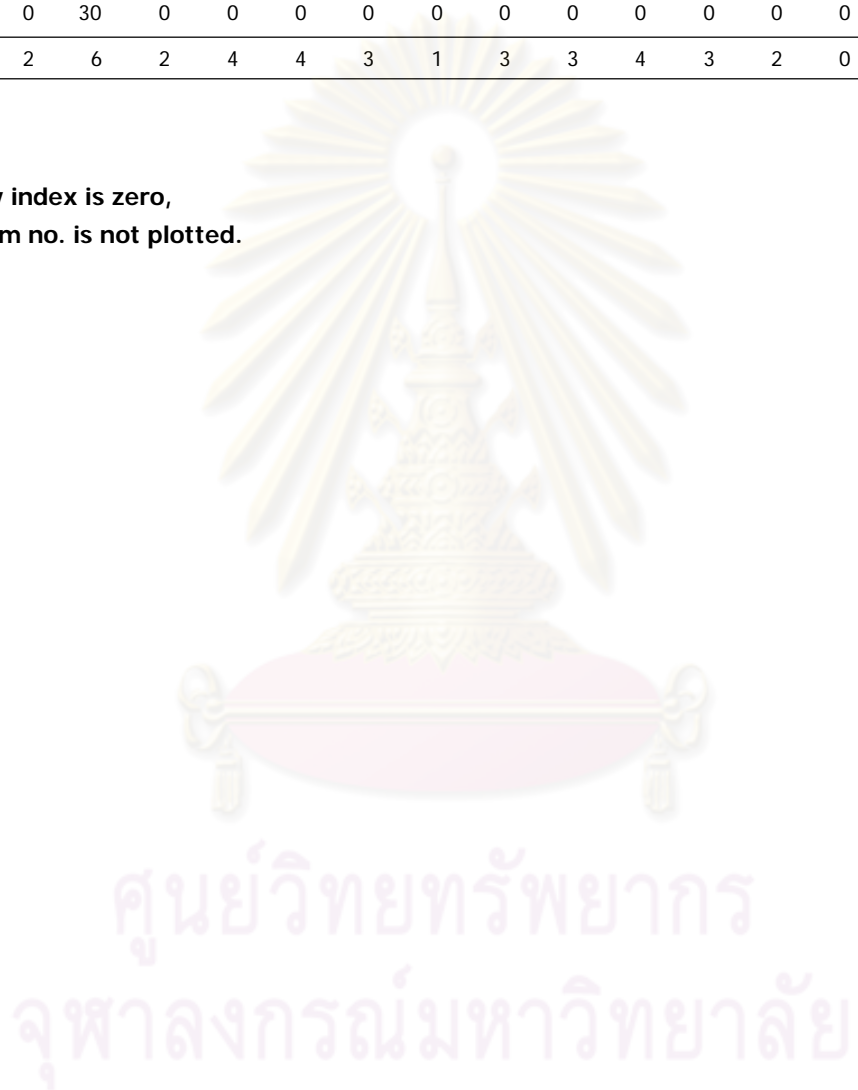 0 30 0 0 0 0 0 0 0 0 0 0 0
2 6 2 4 4 3 1 3 3 4 3 2 0
index is zero,
no. is not plotted.
ศูนย์วิทยทรัพยากร
จุฬาลงกรณ์มหาวิทยาลัย